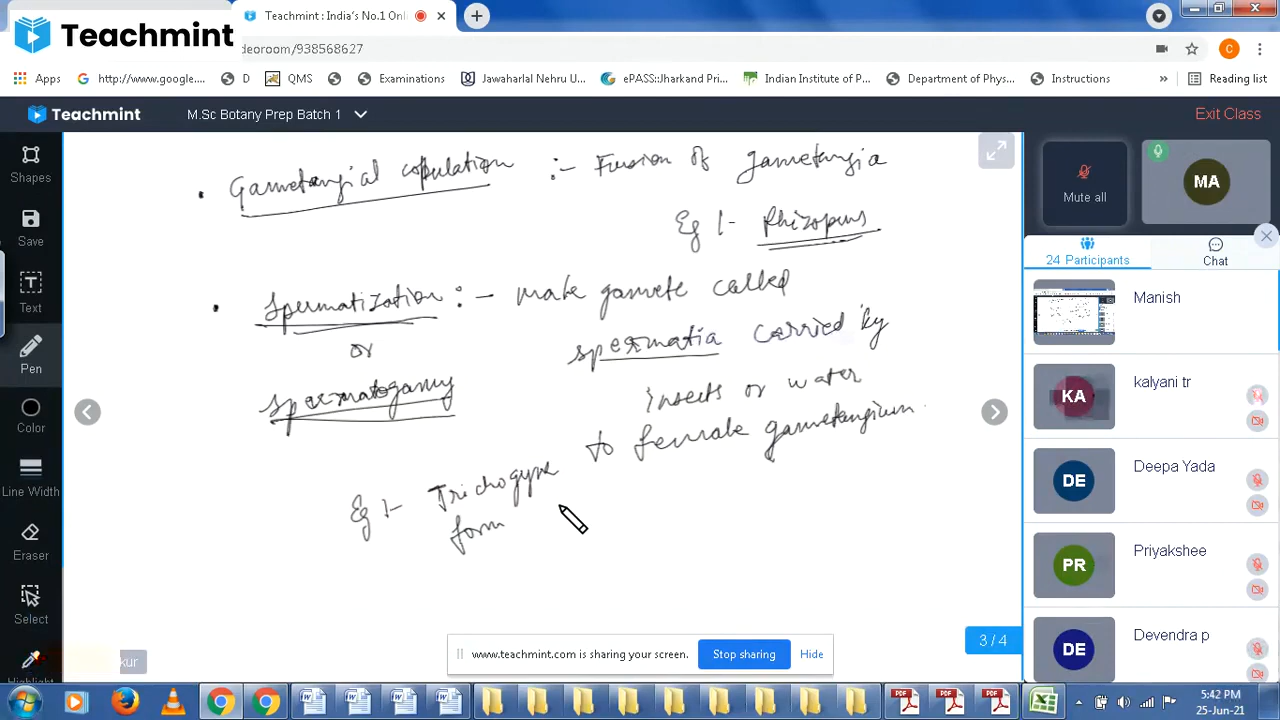 Teachmint : India's No.1 Onl
Teachmint
deoroom/938568627
C
Apps
http://www.google....
D
QMS
Examinations
Jawaharlal Nehru U...
ePASS::Jharkand Pri...
Indian Institute of P...
Department of Phys...
Instructions
»
Reading list
Teachmint
M.Sc Botany Prep Batch 1
Exit Class
Shapes
Save
Text
Pen
Color
Line Width
Eraser
Select
Highlight
• Gametangial copulation :- Fusion of gametangia
Eg :- Rhizopus
• Spermatization :- Male gamete called
or
spermatia carried by
Spermatogamy
insects or water
to female gametangium.
Eg :- Trichogyne
form
kur
3 / 4
www.teachmint.com is sharing your screen.
Stop sharing
Hide
Mute all
MA
24 Participants
Chat
Manish
KA
kalyani tr
DE
Deepa Yada
PR
Priyakshee
DE
Devendra p
5:42 PM
25-Jun-21